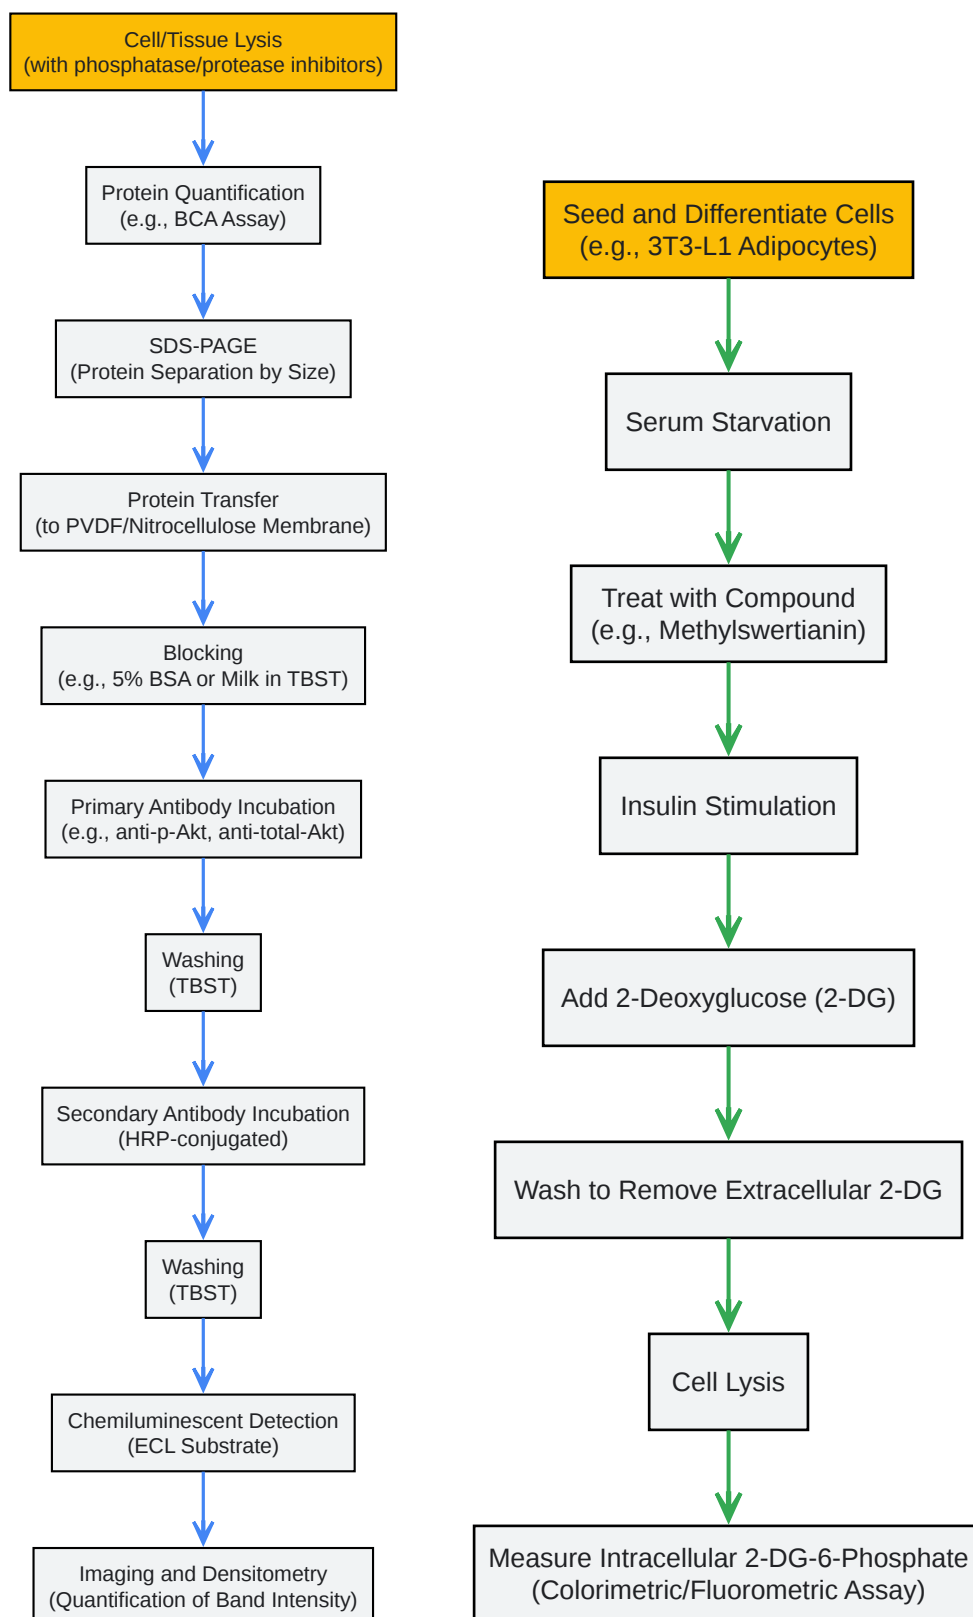 Cell/Tissue Lysis
(with phosphatase/protease inhibitors)
Protein Quantification
(e.g., BCA Assay)
SDS-PAGE
(Protein Separation by Size)
Protein Transfer
(to PVDF/Nitrocellulose Membrane)
Blocking
(e.g., 5% BSA or Milk in TBST)
Primary Antibody Incubation
(e.g., anti-p-Akt, anti-total-Akt)
Washing
(TBST)
Secondary Antibody Incubation
(HRP-conjugated)
Washing
(TBST)
Chemiluminescent Detection
(ECL Substrate)
Imaging and Densitometry
(Quantification of Band Intensity)
Seed and Differentiate Cells
(e.g., 3T3-L1 Adipocytes)
Serum Starvation
Treat with Compound
(e.g., Methylswertianin)
Insulin Stimulation
Add 2-Deoxyglucose (2-DG)
Wash to Remove Extracellular 2-DG
Cell Lysis
Measure Intracellular 2-DG-6-Phosphate
(Colorimetric/Fluorometric Assay)